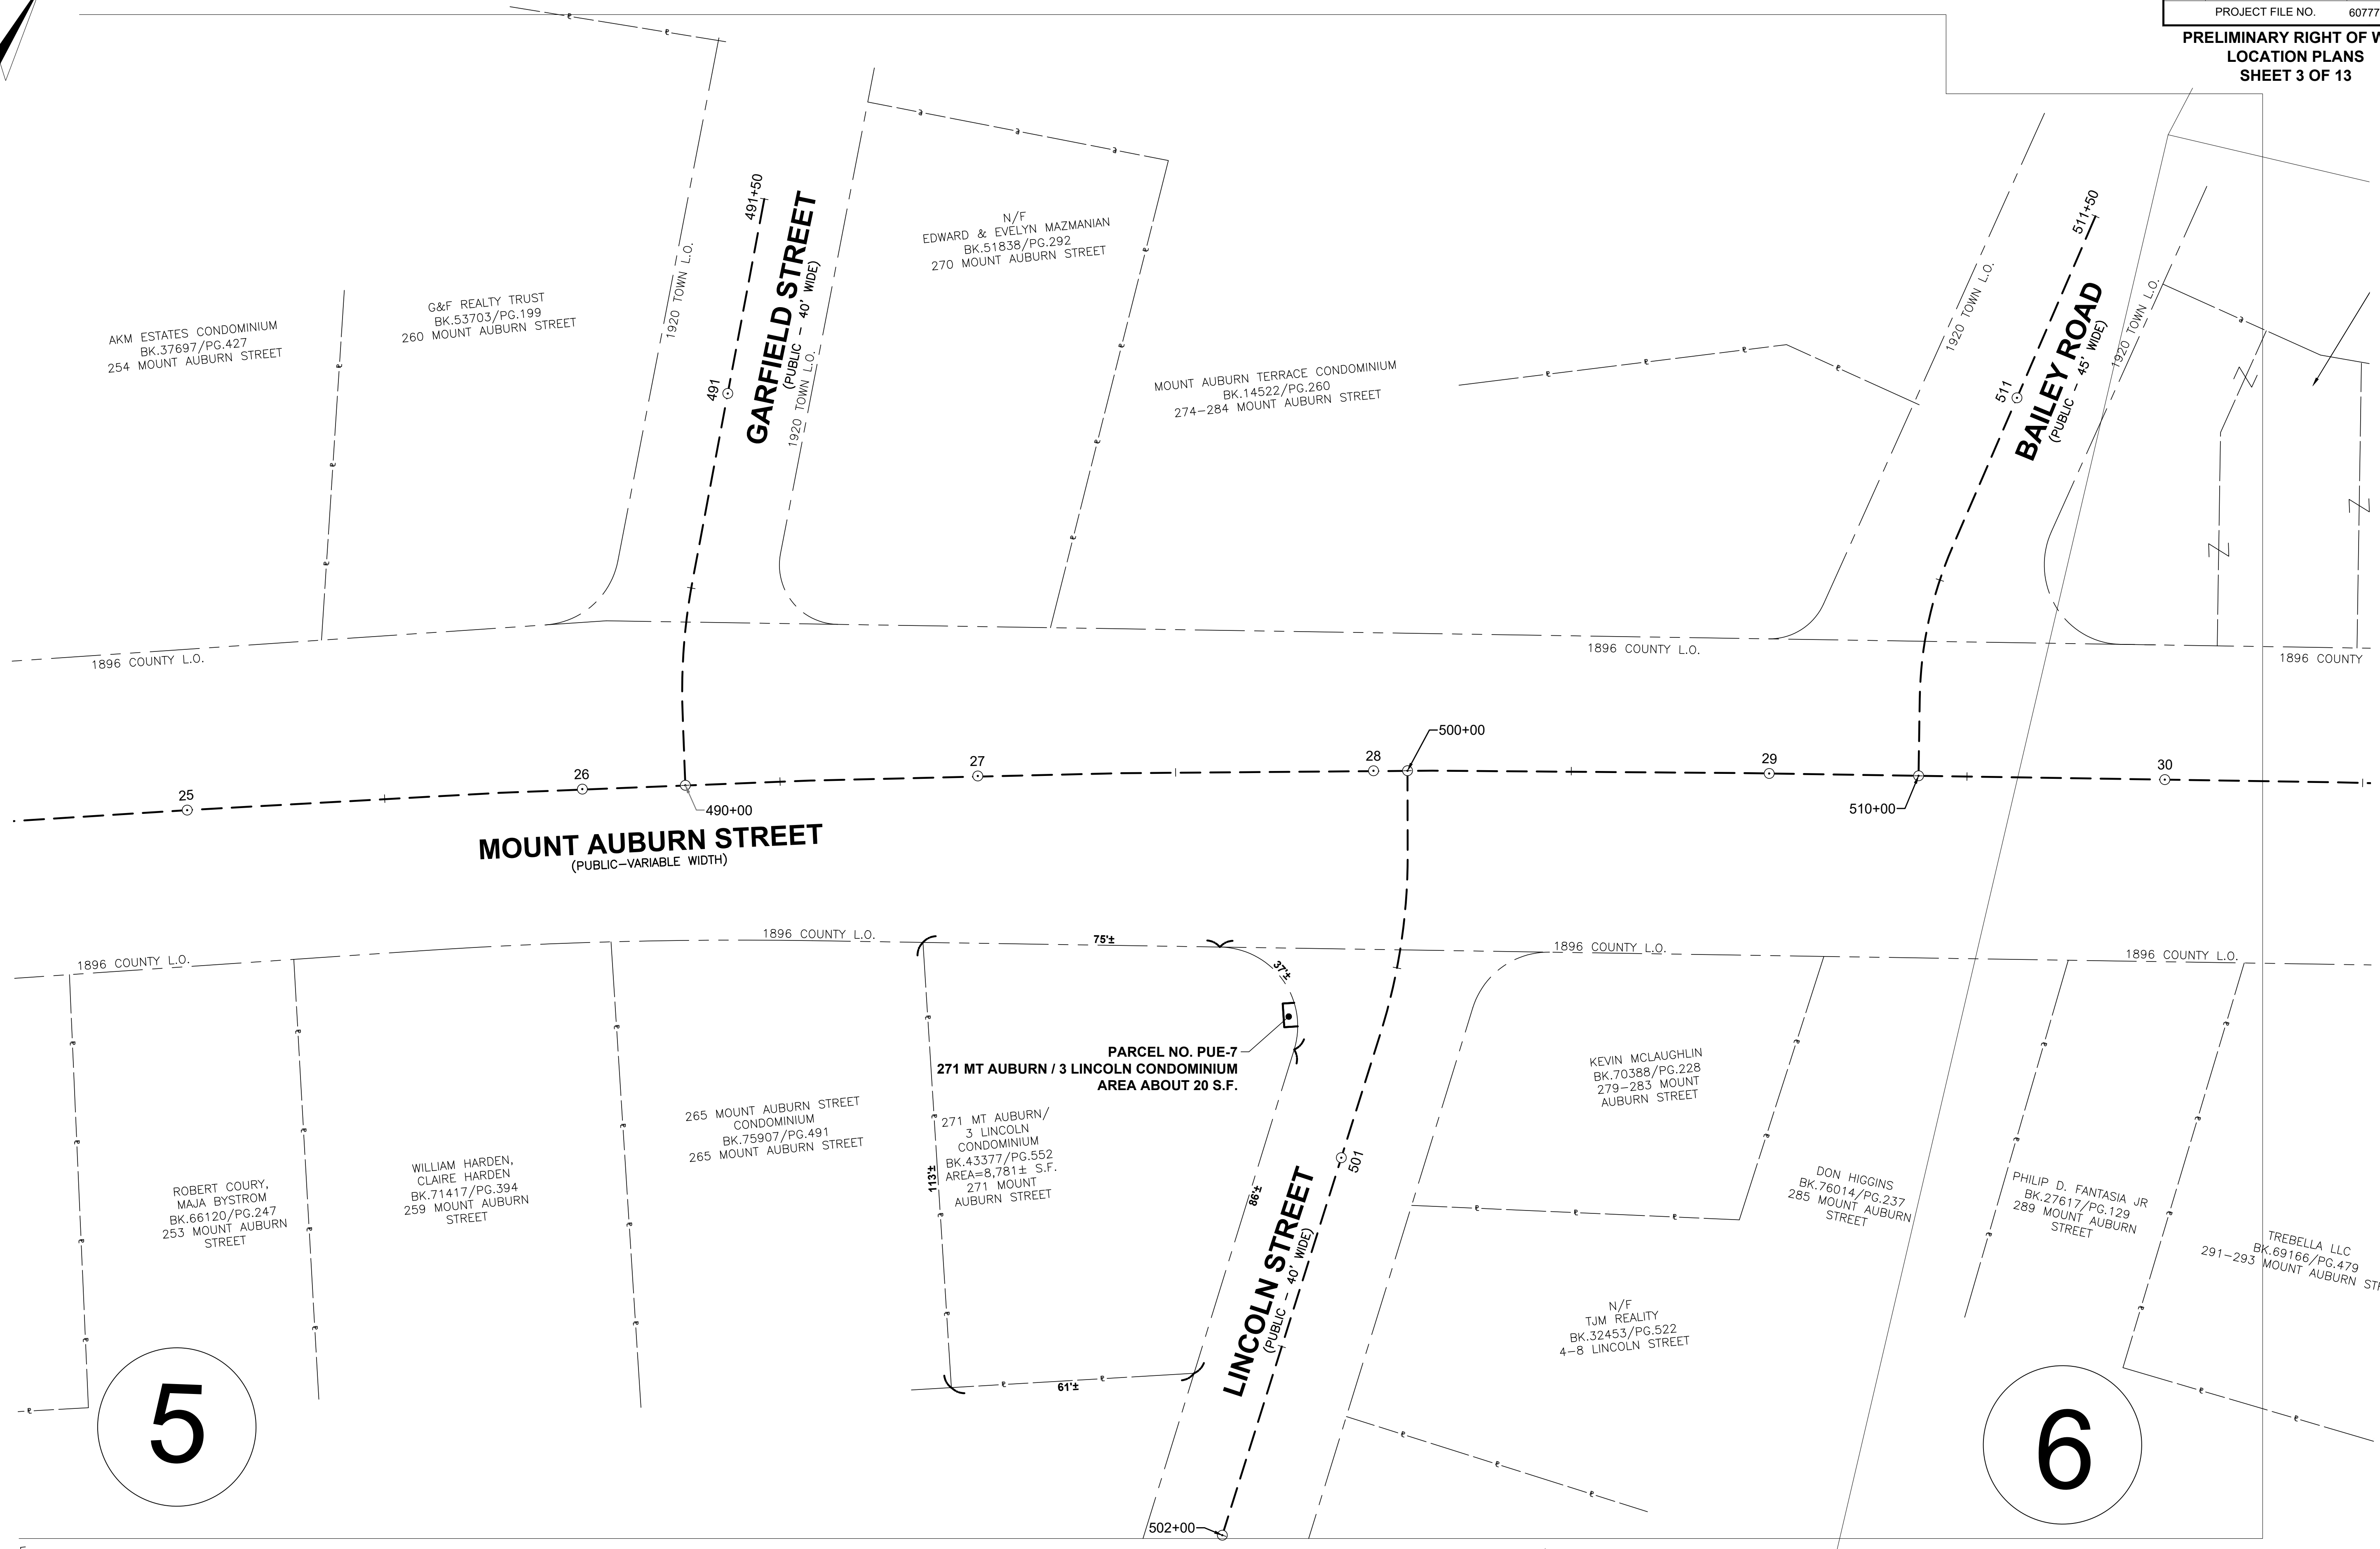 PROJECT FILE NO. 60777
PRELIMINARY RIGHT OF
LOCATION PLANS
SHEET 3 OF 13
AKM ESTATES CONDOMINIUM
BK.37697/PG.427
254 MOUNT AUBURN STREET
G&F REALTY TRUST
BK.53703/PG.199
260 MOUNT AUBURN STREET
1920 TOWN L.O.
491+50
491
GARFIELD STREET
(PUBLIC - 40' WIDE)
1920 TOWN L.O.
N/F
EDWARD & EVELYN MAZMANIAN
BK.51838/PG.292
270 MOUNT AUBURN STREET
MOUNT AUBURN TERRACE CONDOMINIUM
BK.14522/PG.260
274-284 MOUNT AUBURN STREET
1920 TOWN L.O.
511+50
511
BAILEY ROAD
(PUBLIC - 45' WIDE)
1920 TOWN L.O.
1896 COUNTY L.O.
1896 COUNTY L.O.
1896 COUNTY
25
26
490+00
27
28
500+00
29
510+00
30
MOUNT AUBURN STREET
(PUBLIC-VARIABLE WIDTH)
1896 COUNTY L.O.
1896 COUNTY L.O.
75'±
37'±
1896 COUNTY L.O.
1896 COUNTY L.O.
PARCEL NO. PUE-7
271 MT AUBURN / 3 LINCOLN CONDOMINIUM
AREA ABOUT 20 S.F.
ROBERT COURY,
MAJA BYSTROM
BK.66120/PG.247
253 MOUNT AUBURN
STREET
WILLIAM HARDEN,
CLAIRE HARDEN
BK.71417/PG.394
259 MOUNT AUBURN
STREET
265 MOUNT AUBURN STREET
CONDOMINIUM
BK.75907/PG.491
265 MOUNT AUBURN STREET
113'±
271 MT AUBURN/
3 LINCOLN
CONDOMINIUM
BK.43377/PG.552
AREA=8,781± S.F.
271 MOUNT
AUBURN STREET
86'±
61'±
501
LINCOLN STREET
(PUBLIC - 40' WIDE)
502+00
KEVIN MCLAUGHLIN
BK.70388/PG.228
279-283 MOUNT
AUBURN STREET
N/F
TJM REALITY
BK.32453/PG.522
4-8 LINCOLN STREET
DON HIGGINS
BK.76014/PG.237
285 MOUNT AUBURN
STREET
PHILIP D. FANTASIA JR
BK.27617/PG.129
289 MOUNT AUBURN
STREET
TREBELLA LLC
BK.69166/PG.479
291-293 MOUNT AUBURN
5
6